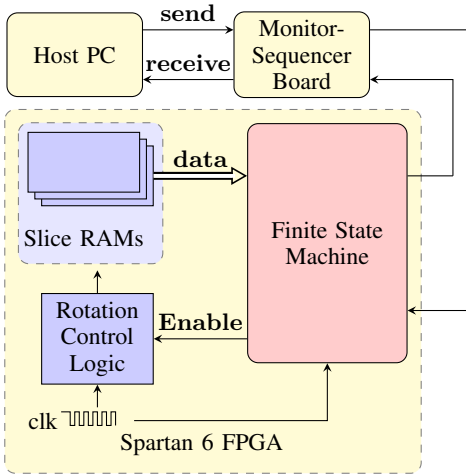 send
Host PC
Monitor-
Sequencer
Board
receive
data
Slice RAMs
Finite State
Machine
Rotation
Control
Logic
Enable
clk
Spartan 6 FPGA